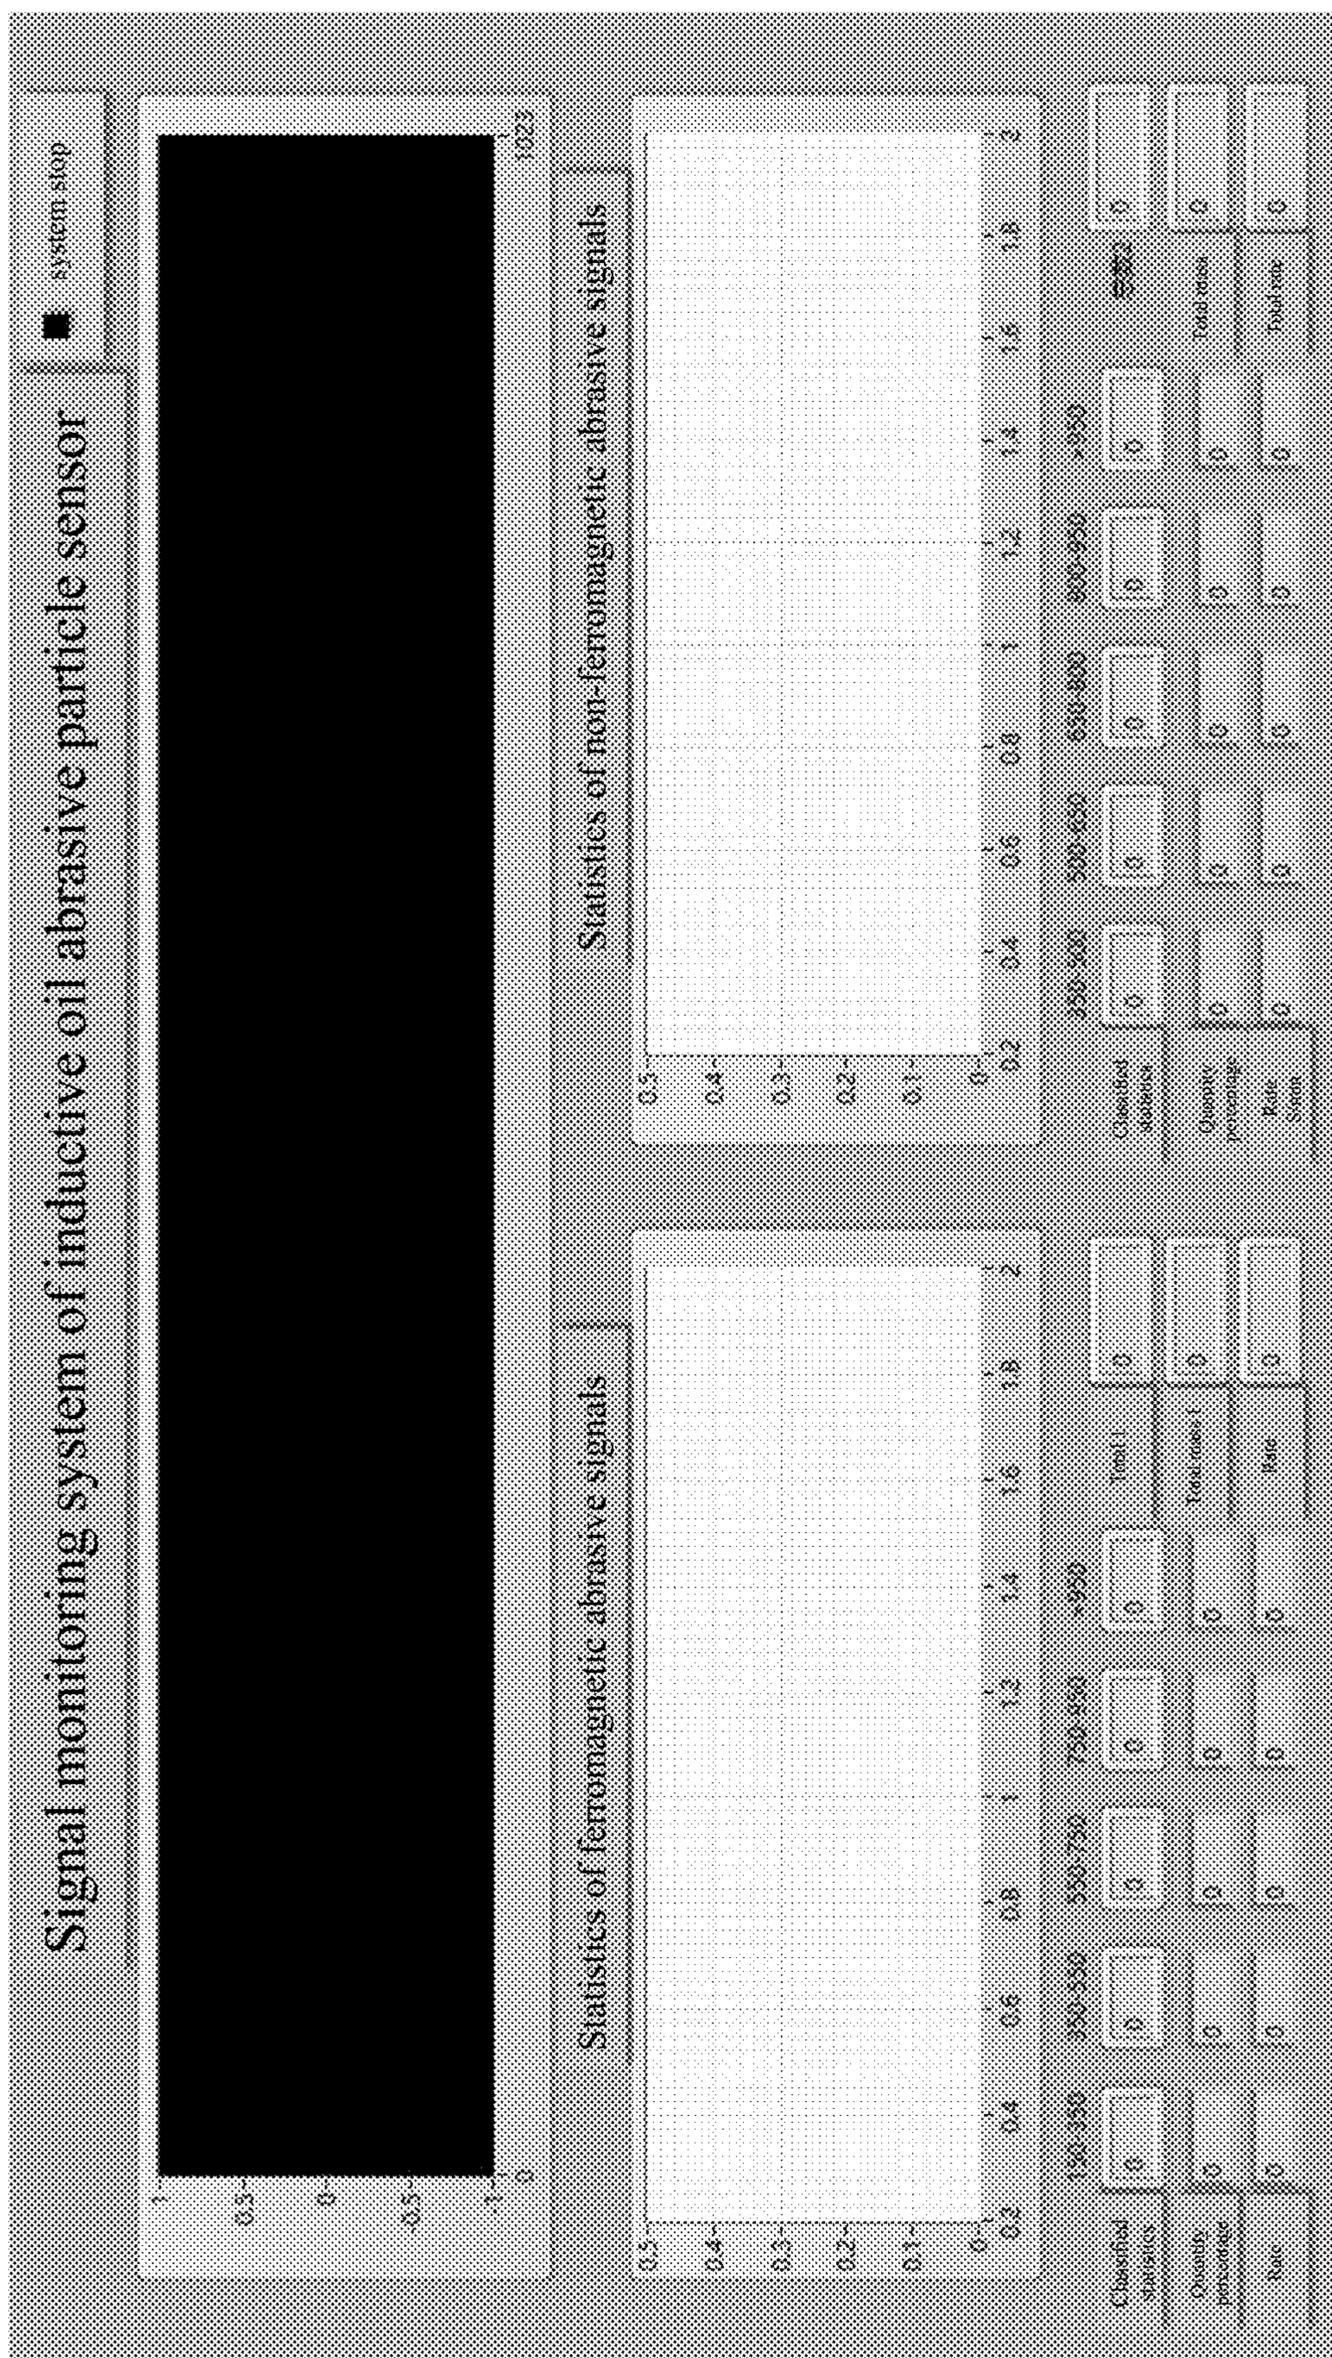 Signal monitoring system of inductive oil abrasive particle sensor
system stop
1
0.5
0
-0.5
-1
0
1023
Statistics of ferromagnetic abrasive signals
0.5
0.4
0.3
0.2
0.1
0
0.2 0.4 0.6 0.8 1 1.2 1.4 1.6 1.8 2
150-350 350-550 550-750 750-950 >950
Classified
statistics
0 0 0 0 0
Total 1
0
Quantity
percentage
0 0 0 0 0
Total mass 1
0
Rate
0 0 0 0 0
Rate
0
Statistics of non-ferromagnetic abrasive signals
0.5
0.4
0.3
0.2
0.1
0
0.2 0.4 0.6 0.8 1 1.2 1.4 1.6 1.8 2
350-500 500-650 650-800 800-950 >950
Classified
statistics
0 0 0 0 0
0
Quantity
percentage
0 0 0 0 0
Total mass
0
Rate
0 0 0 0 0
Total rate
0